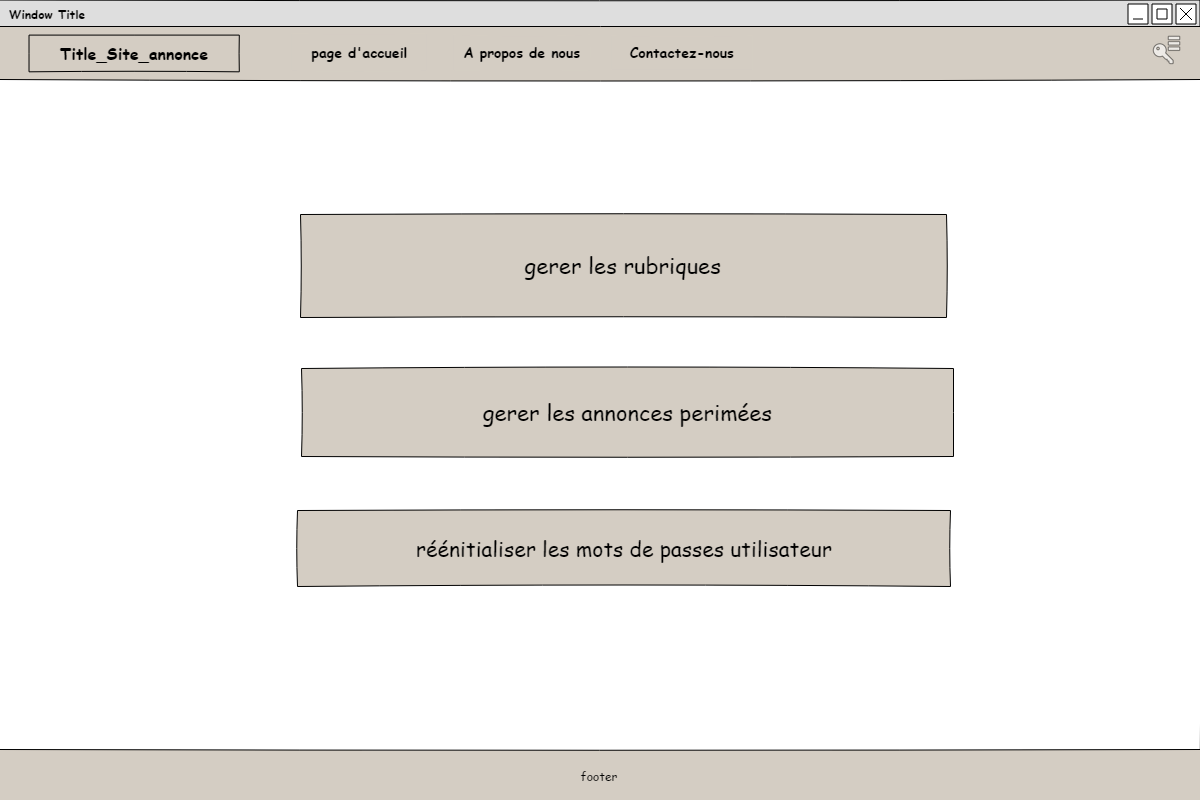 Window Title
Title_Site_annonce
page d'accueil
A propos de nous
Contactez-nous
gerer les rubriques
gerer les annonces perimées
réénitialiser les mots de passes utilisateur
footer